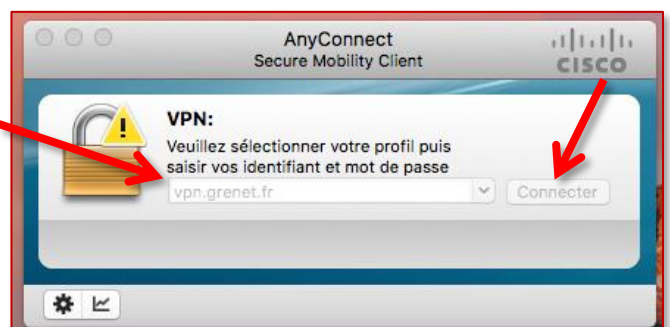 AnyConnect
Secure Mobility Client
CISCO
VPN:
Veuillez sélectionner votre profil puis
saisir vos identifiant et mot de passe
vpn.grenet.fr
Connecter